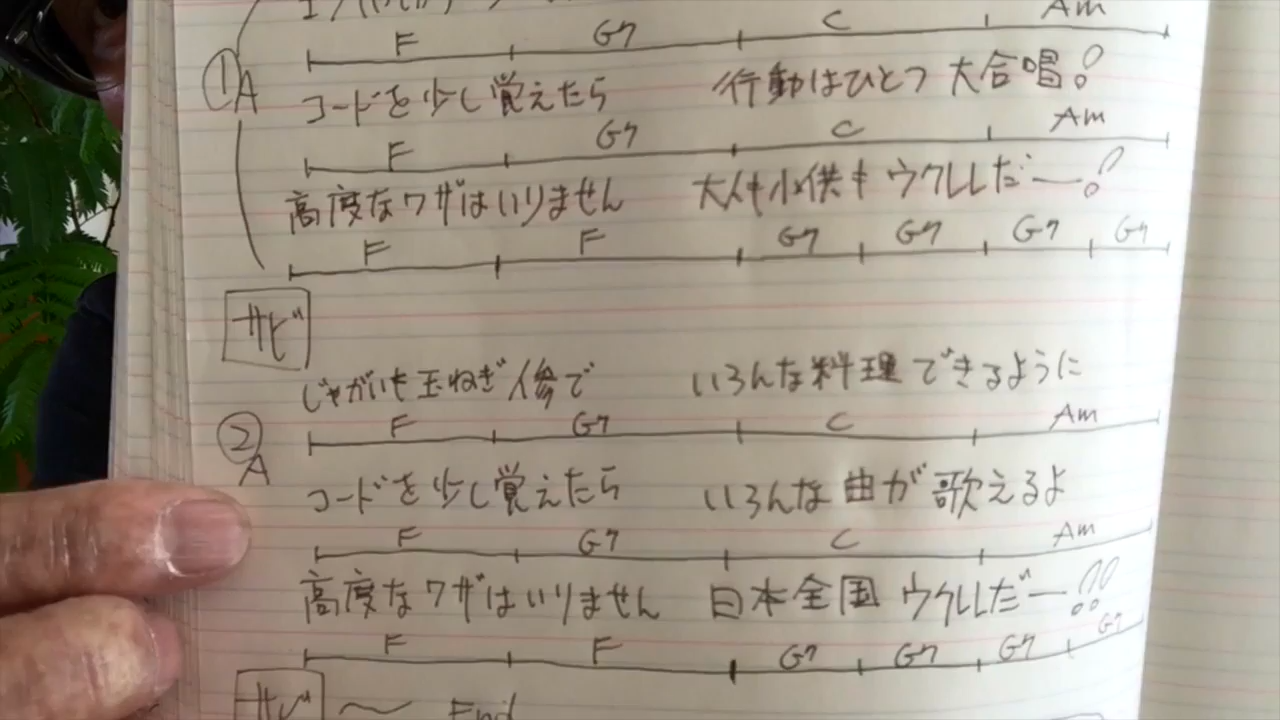 F G7 C Am
①A
コードを少し覚えたら 行動はひとつ 大合唱!
F G7 C Am
高度なワザはいりません 大人も小供も ウクレレだー!
F F G7 G7 G7 G7
サビ
じゃがいも玉ねぎ人参で いろんな料理できるように
②A
F G7 C Am
コードを少し覚えたら いろんな曲が歌えるよ
F G7 C Am
高度なワザはいりません 日本全国 ウクレレだー!!
F F G7 G7 G7 G7
サビ 〜 End